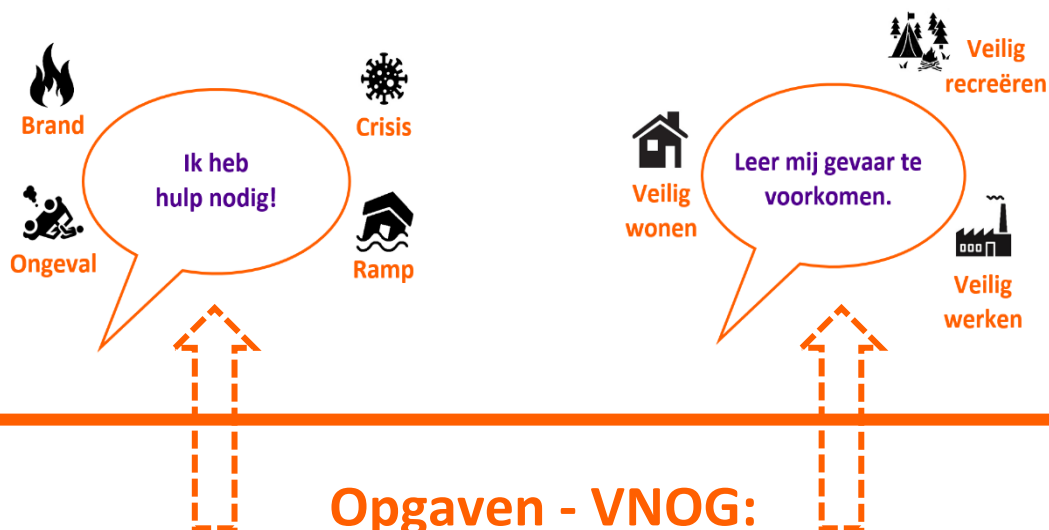 Brand
Ongeval
Ik heb
hulp nodig!
Crisis
Ramp
Veilig
wonen
Leer mij gevaar te
voorkomen.
Veilig
recreëren
Veilig
werken
Opgaven - VNOG: